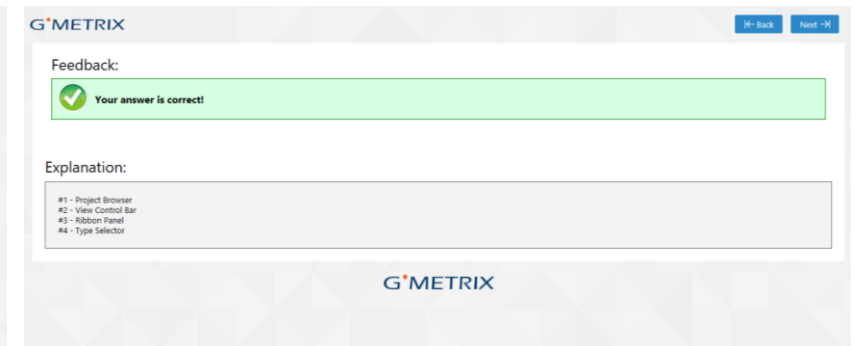 G*METRIX
Back
Next
Feedback:
Your answer is correct!
Explanation:
#1 - Project Browser
#2 - View Control Bar
#3 - Ribbon Panel
#4 - Type Selector
G*METRIX